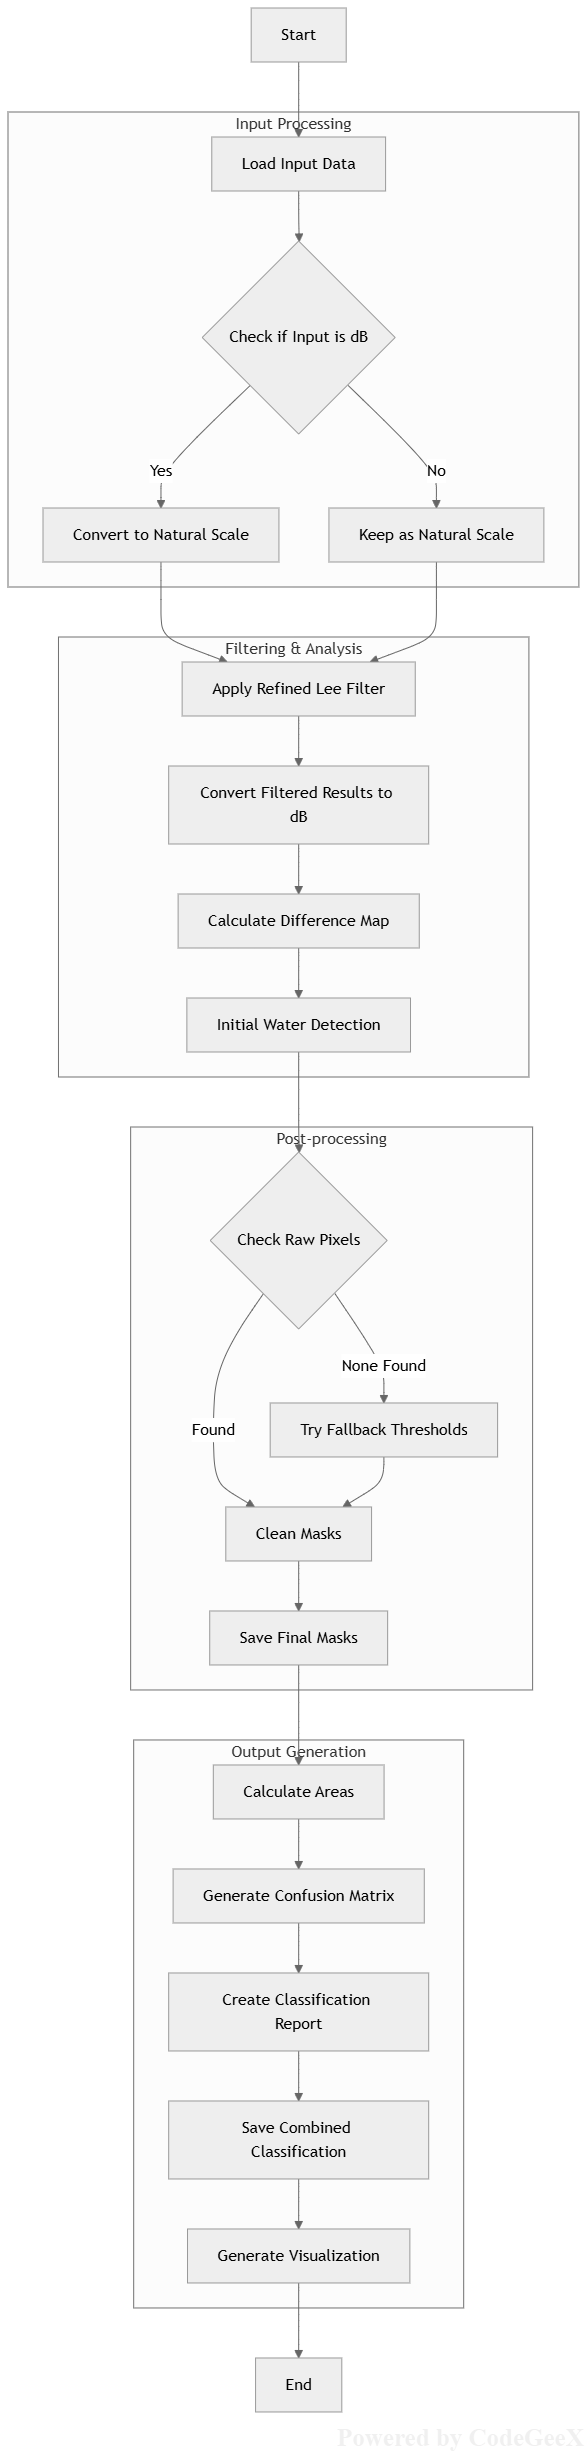 Start
Input Processing
Load Input Data
Check if Input is dB
Yes
No
Convert to Natural Scale
Keep as Natural Scale
Filtering & Analysis
Apply Refined Lee Filter
Convert Filtered Results to
dB
Calculate Difference Map
Initial Water Detection
Post-processing
Check Raw Pixels
None Found
Found
Try Fallback Thresholds
Clean Masks
Save Final Masks
Output Generation
Calculate Areas
Generate Confusion Matrix
Create Classification
Report
Save Combined
Classification
Generate Visualization
End
Powered by CodeGeeX